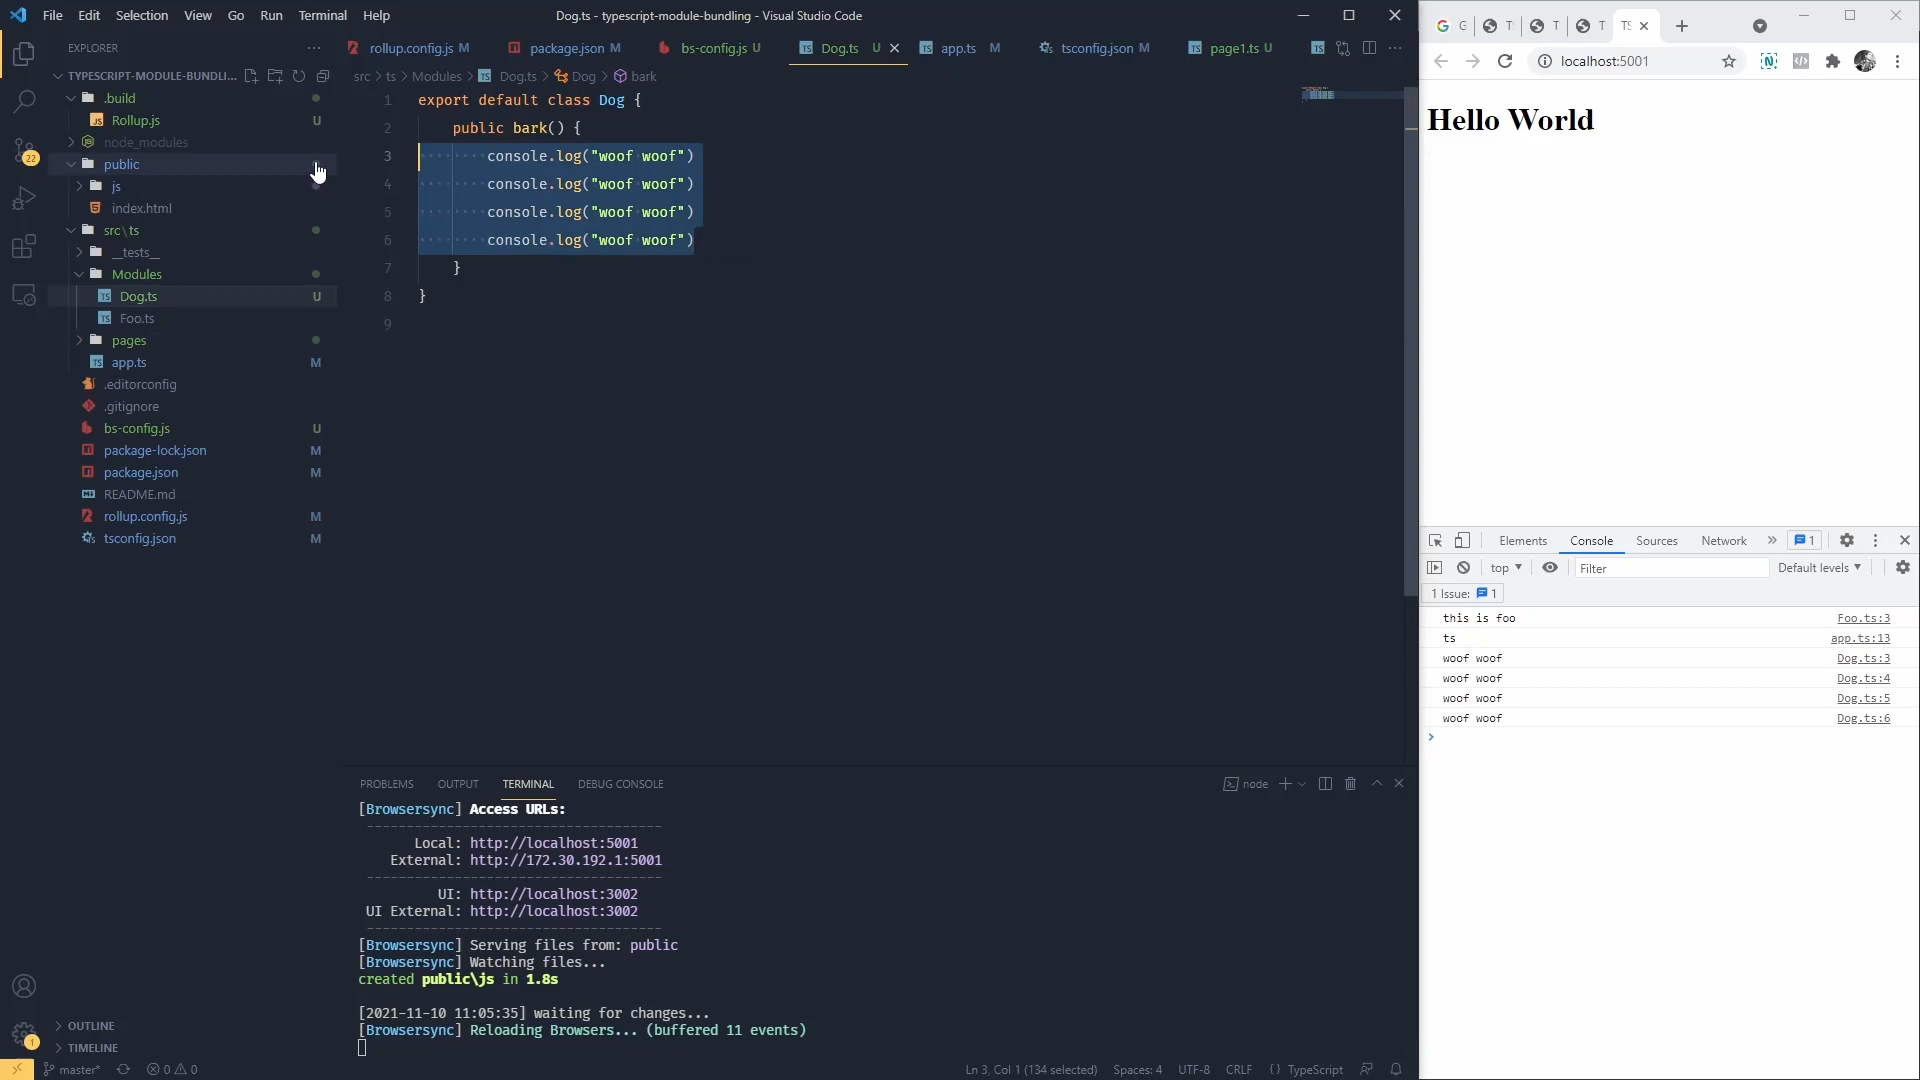 File Edit Selection View Go Run Terminal Help
Dog.ts - typescript-module-bundling - Visual Studio Code
EXPLORER
TYPESCRIPT-MODULE-BUNDLI...
.build
Rollup.js U
node_modules
public
js
index.html
src\ts
__tests__
Modules
Dog.ts U
Foo.ts
pages
app.ts M
.editorconfig
.gitignore
bs-config.js U
package-lock.json M
package.json M
README.md
rollup.config.js M
tsconfig.json M
OUTLINE
TIMELINE
22
1
rollup.config.js M package.json M bs-config.js U Dog.ts U app.ts M tsconfig.json M page1.ts U
src > ts > Modules > Dog.ts > Dog > bark
1 export default class Dog {
2 public bark() {
3 console.log("woof woof")
4 console.log("woof woof")
5 console.log("woof woof")
6 console.log("woof woof")
7 }
8 }
9
PROBLEMS OUTPUT TERMINAL DEBUG CONSOLE
node
[Browsersync] Access URLs:
--------------------------------------
Local: http://localhost:5001
External: http://172.30.192.1:5001
--------------------------------------
UI: http://localhost:3002
UI External: http://localhost:3002
--------------------------------------
[Browsersync] Serving files from: public
[Browsersync] Watching files...
created public\js in 1.8s
[2021-11-10 11:05:35] waiting for changes...
[Browsersync] Reloading Browsers... (buffered 11 events)
master* 0 0
Ln 3, Col 1 (134 selected) Spaces: 4 UTF-8 CRLF {} TypeScript
G T T T TS
localhost:5001
Hello World
Elements Console Sources Network » 1
top Filter Default levels
1 Issue: 1
this is foo Foo.ts:3
ts app.ts:13
woof woof Dog.ts:3
woof woof Dog.ts:4
woof woof Dog.ts:5
woof woof Dog.ts:6